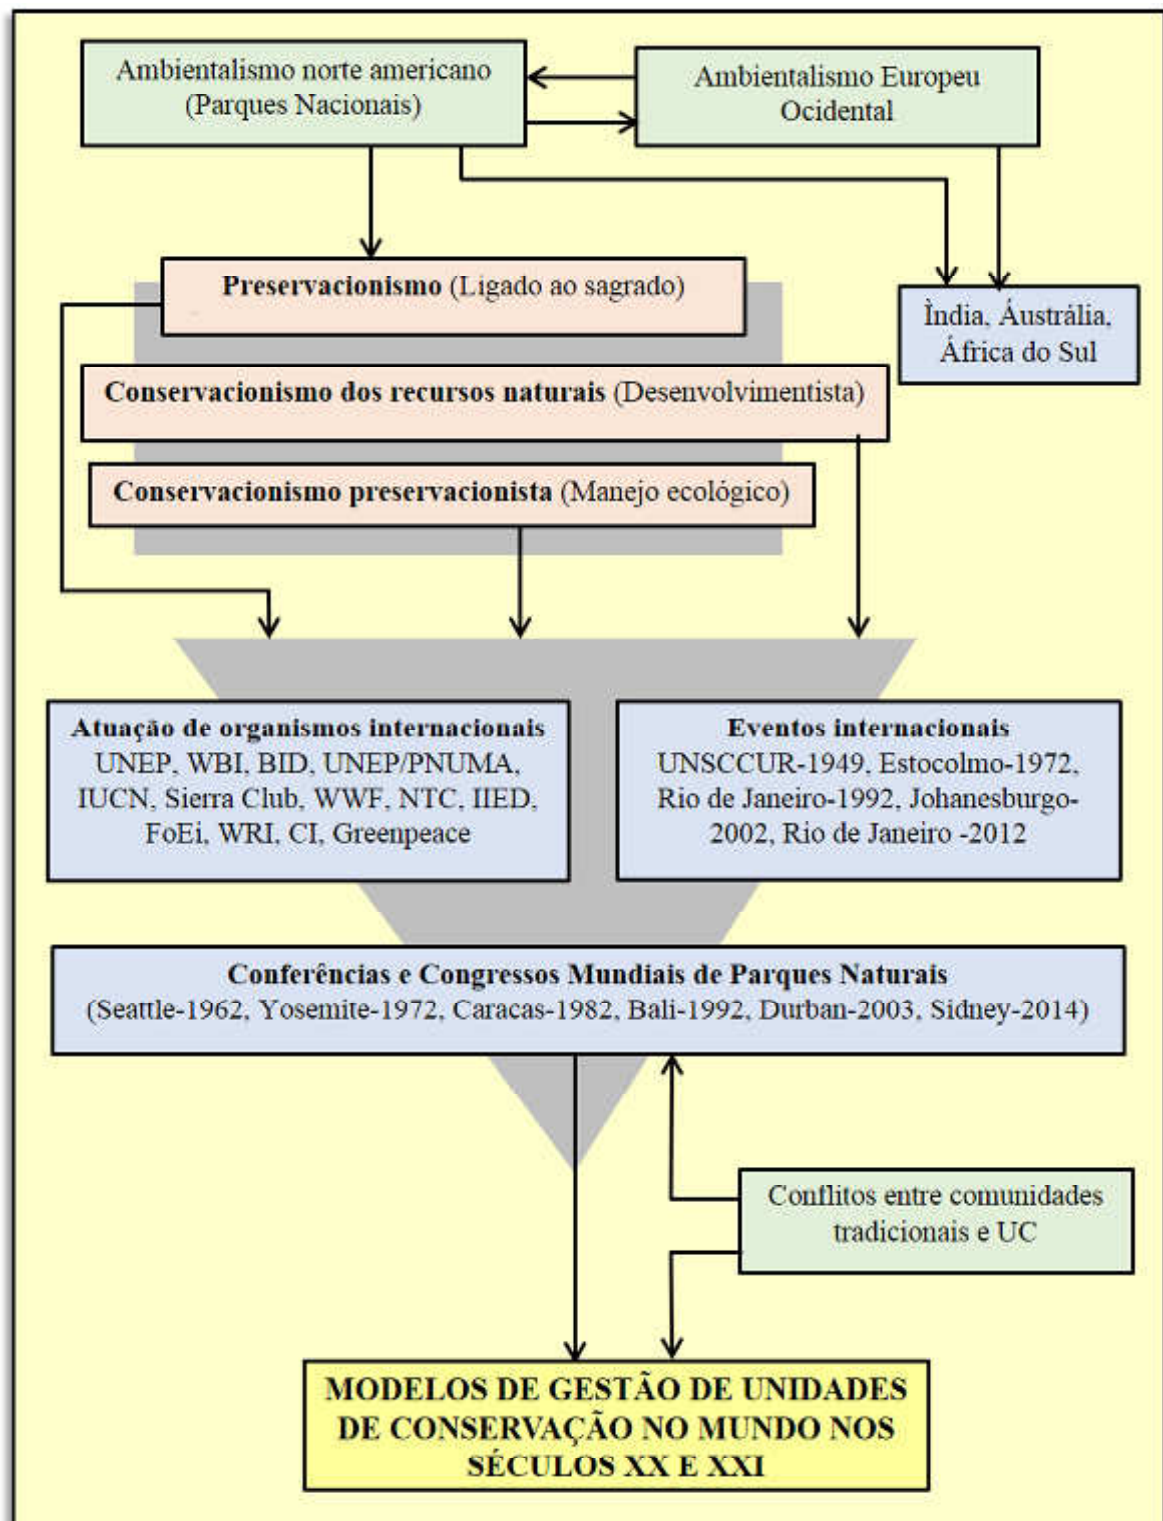 Ambientalismo norte americano
(Parques Nacionais)
Ambientalismo Europeu
Ocidental
Preservacionismo (Ligado ao sagrado)
Ìndia, Áustrália,
África do Sul
Conservacionismo dos recursos naturais (Desenvolvimentista)
Conservacionismo preservacionista (Manejo ecológico)
Atuação de organismos internacionais
UNEP, WBI, BID, UNEP/PNUMA,
IUCN, Sierra Club, WWF, NTC, IIED,
FoEi, WRI, CI, Greenpeace
Eventos internacionais
UNSCCUR-1949, Estocolmo-1972,
Rio de Janeiro-1992, Johanesburgo-
2002, Rio de Janeiro -2012
Conferências e Congressos Mundiais de Parques Naturais
(Seattle-1962, Yosemite-1972, Caracas-1982, Bali-1992, Durban-2003, Sidney-2014)
Conflitos entre comunidades
tradicionais e UC
MODELOS DE GESTÃO DE UNIDADES
DE CONSERVAÇÃO NO MUNDO NOS
SÉCULOS XX E XXI